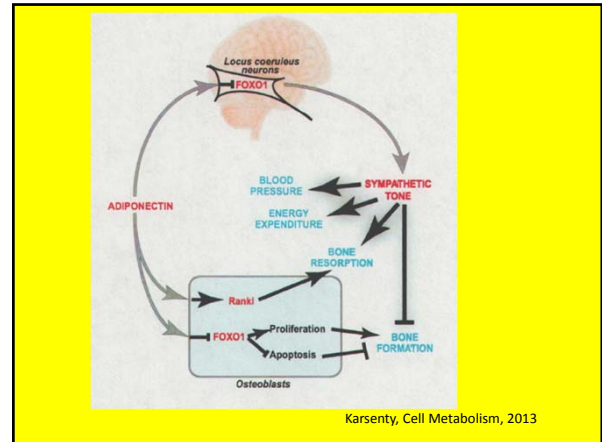 Locus coeruleus
neurons
FOXO1
BLOOD
PRESSURE
SYMPATHETIC
TONE
ADIPONECTIN
ENERGY
EXPENDITURE
BONE
RESORPTION
Rankl
FOXO1
Proliferation
Apoptosis
BONE
FORMATION
Osteoblasts
Karsenty, Cell Metabolism, 2013